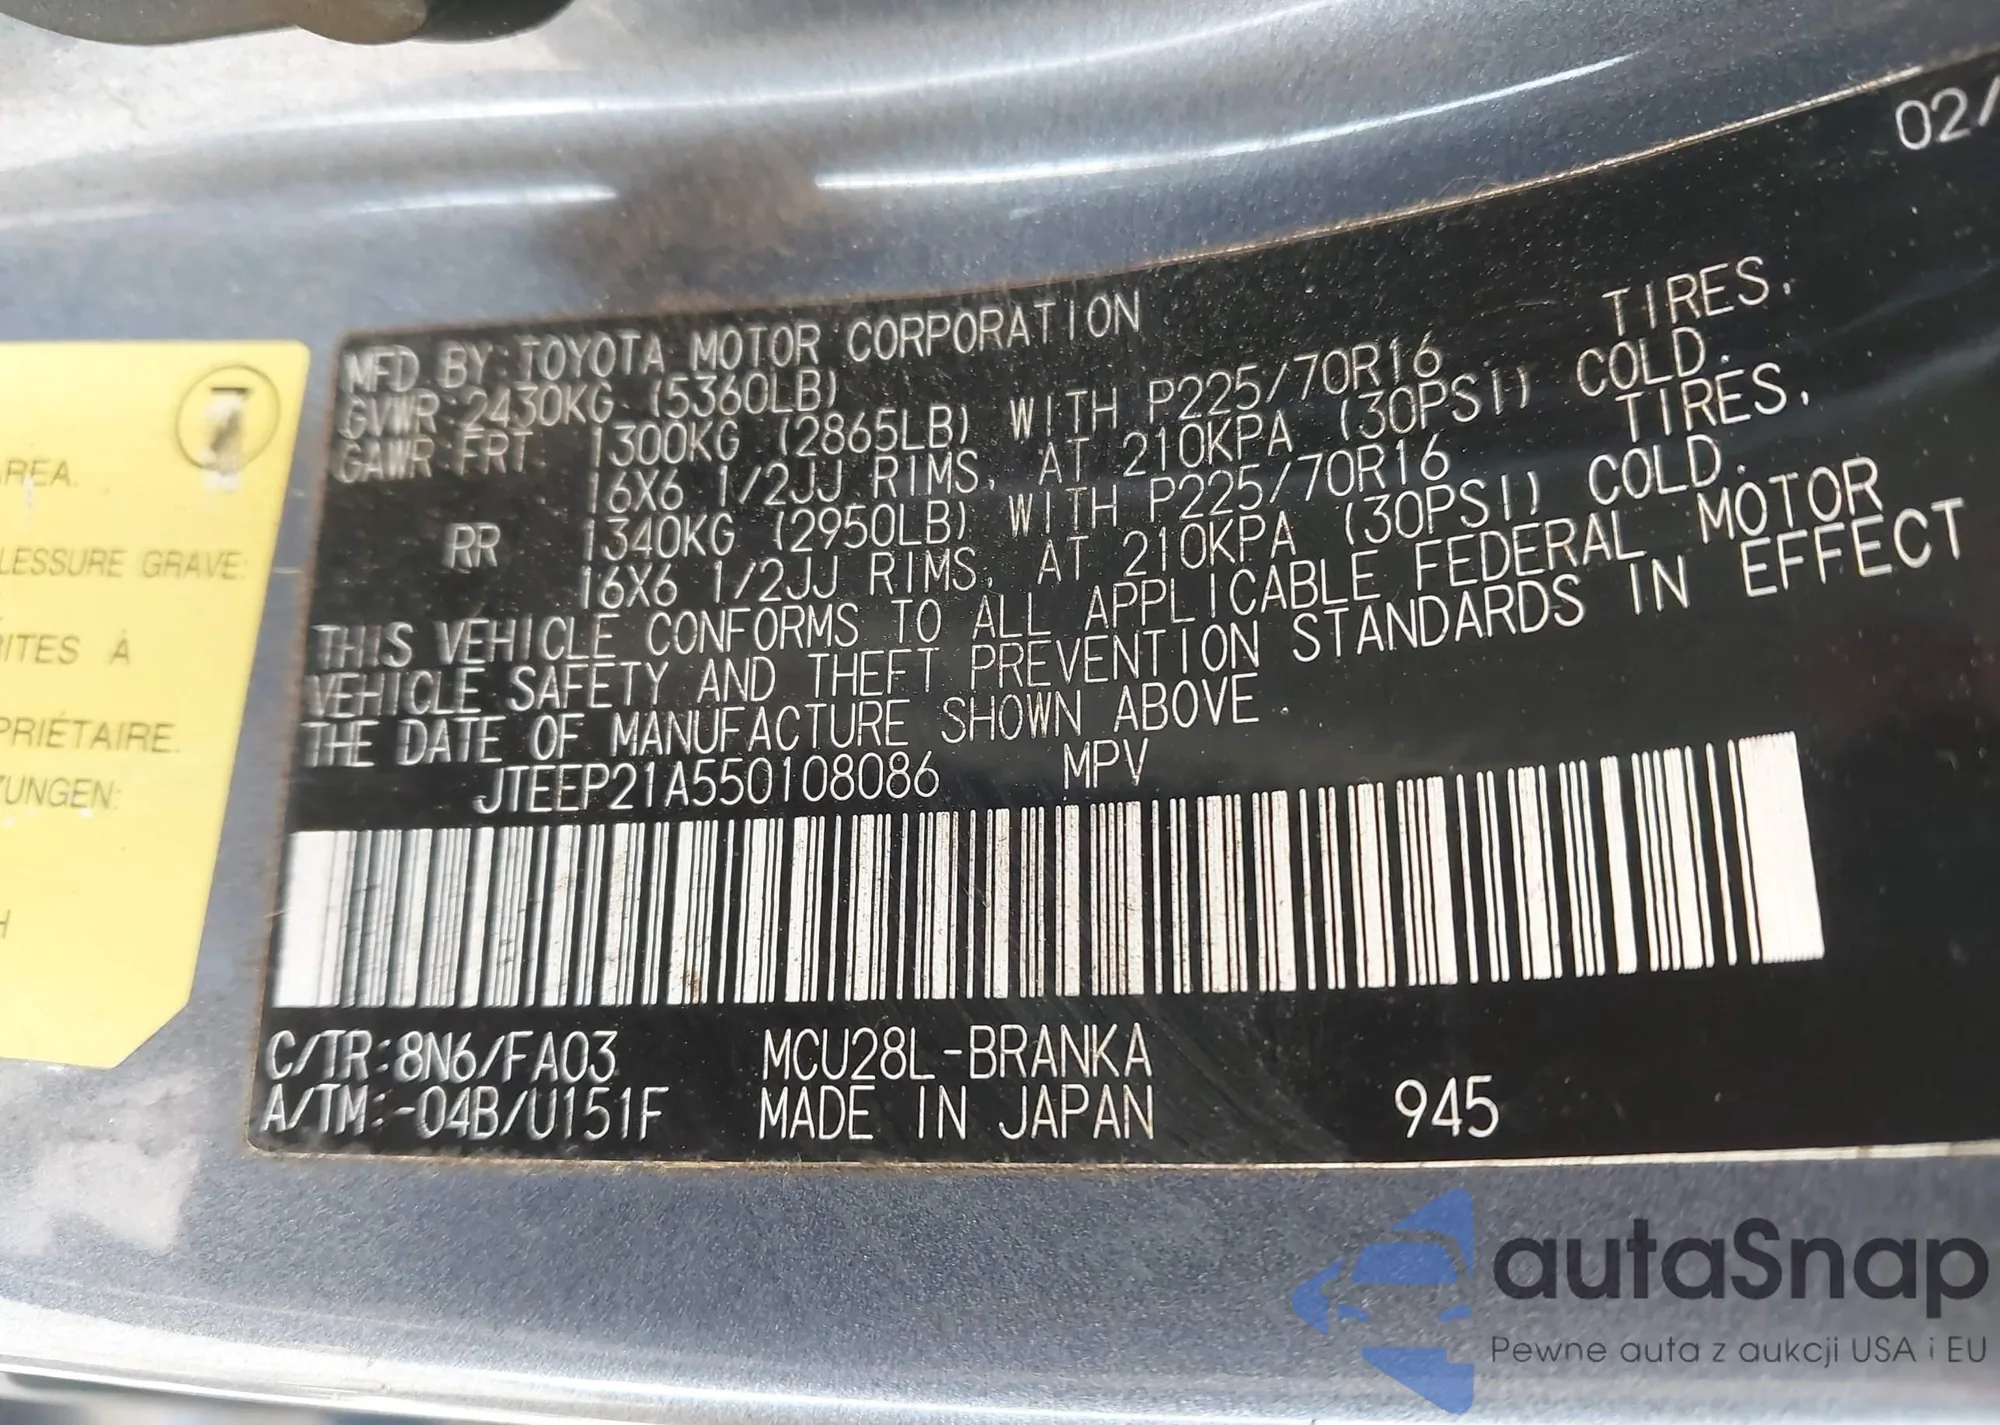 02/
MFD BY:TOYOTA MOTOR CORPORATION
GVWR:2430KG (5360LB)
GAWR FRT 1300KG (2865LB) WITH P225/70R16 TIRES,
16X6 1/2JJ RIMS, AT 210KPA (30PSI) COLD.
RR 1340KG (2950LB) WITH P225/70R16 TIRES,
16X6 1/2JJ RIMS, AT 210KPA (30PSI) COLD.
THIS VEHICLE CONFORMS TO ALL APPLICABLE FEDERAL MOTOR
VEHICLE SAFETY AND THEFT PREVENTION STANDARDS IN EFFECT
THE DATE OF MANUFACTURE SHOWN ABOVE.
JTEEP21A550108086 MPV
C/TR:8N6/FA03 MCU28L-BRANKA
A/TM:-04B/U151F MADE IN JAPAN 945
AREA.
LESSURE GRAVE:
RITES À
PRIÉTAIRE.
ZUNGEN:
H
autaSnap
Pewne auta z aukcji USA i EU